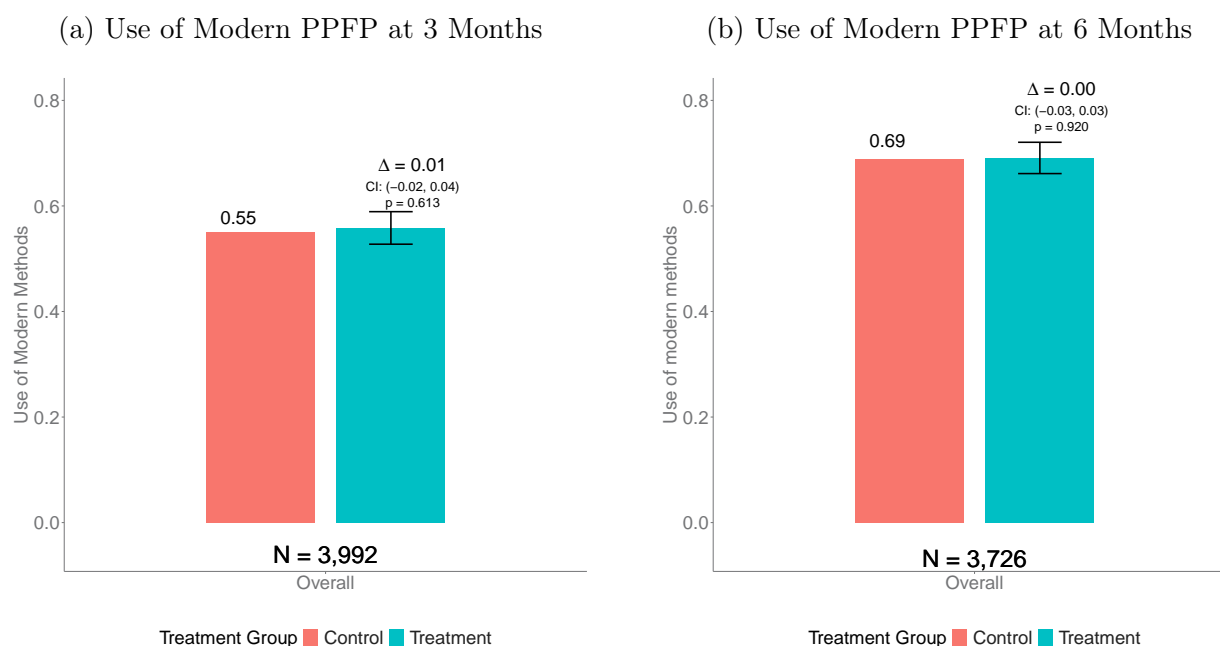 (a) Use of Modern PPFP at 3 Months
0.8
0.6
0.4
0.2
0.0
Use of Modern Methods
0.55
Δ = 0.01
CI: (−0.02, 0.04)
p = 0.613
N = 3,992
Overall
Treatment Group Control Treatment
(b) Use of Modern PPFP at 6 Months
0.8
0.6
0.4
0.2
0.0
Use of modern methods
0.69
Δ = 0.00
CI: (−0.03, 0.03)
p = 0.920
N = 3,726
Overall
Treatment Group Control Treatment